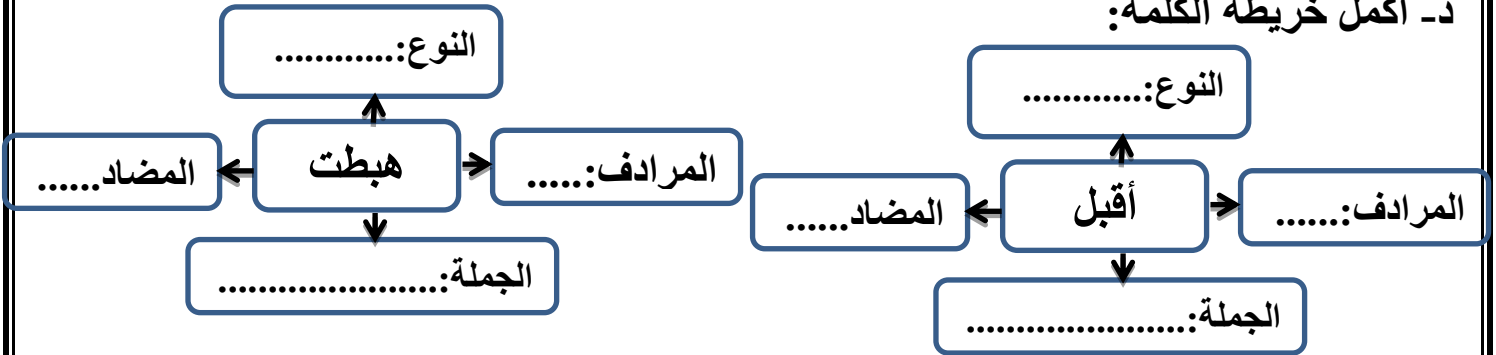 د- أكمل خريطة الكلمة:
النوع:............
المرادف:......
أقبل
المضاد......
الجملة:......................
النوع:............
المرادف:.....
هبطت
المضاد......
الجملة:......................